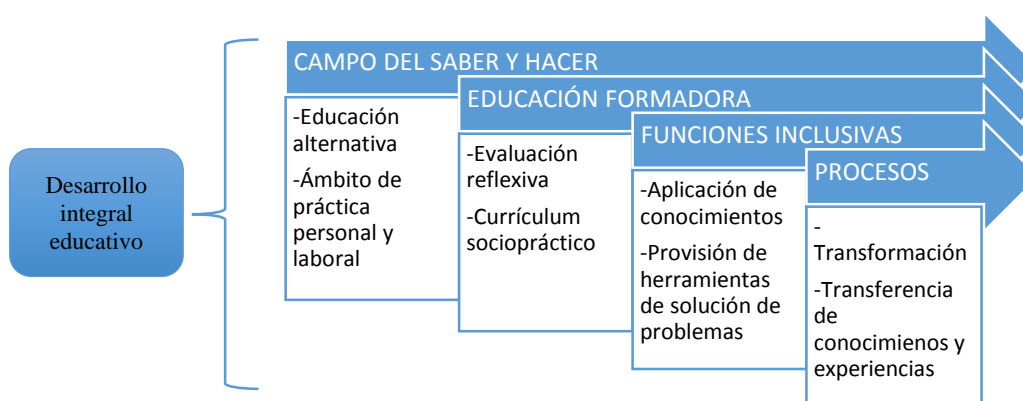 Desarrollo
integral
educativo
CAMPO DEL SABER Y HACER
-Educación
alternativa
-Ámbito de
práctica
personal y
laboral
EDUCACIÓN FORMADORA
-Evaluación
reflexiva
-Currículum
sociopráctico
FUNCIONES INCLUSIVAS
-Aplicación de
conocimientos
-Provisión de
herramientas
de solución de
problemas
PROCESOS
-
Transformación
-Transferencia
de
conocimienos y
experiencias